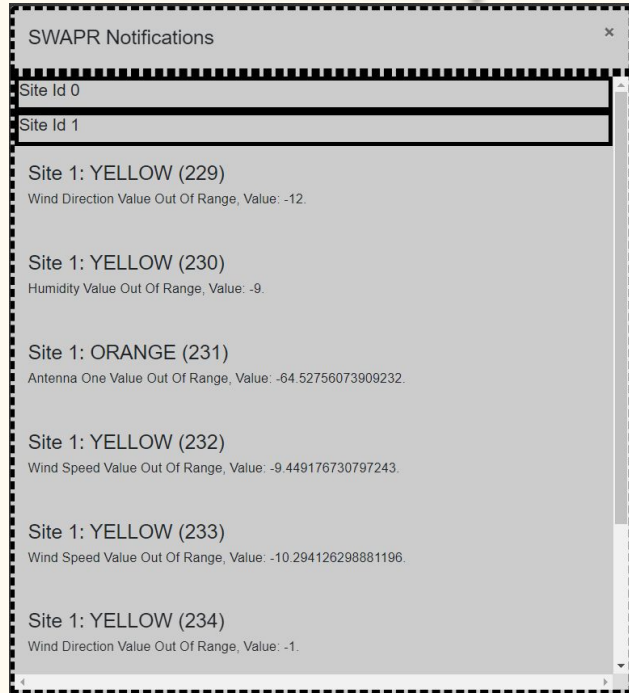 SWAPR Notifications
×
Site Id 0
Site Id 1
Site 1: YELLOW (229)
Wind Direction Value Out Of Range, Value: -12.
Site 1: YELLOW (230)
Humidity Value Out Of Range, Value: -9.
Site 1: ORANGE (231)
Antenna One Value Out Of Range, Value: -64.52756073909232.
Site 1: YELLOW (232)
Wind Speed Value Out Of Range, Value: -9.449176730797243.
Site 1: YELLOW (233)
Wind Speed Value Out Of Range, Value: -10.294126298881196.
Site 1: YELLOW (234)
Wind Direction Value Out Of Range, Value: -1.